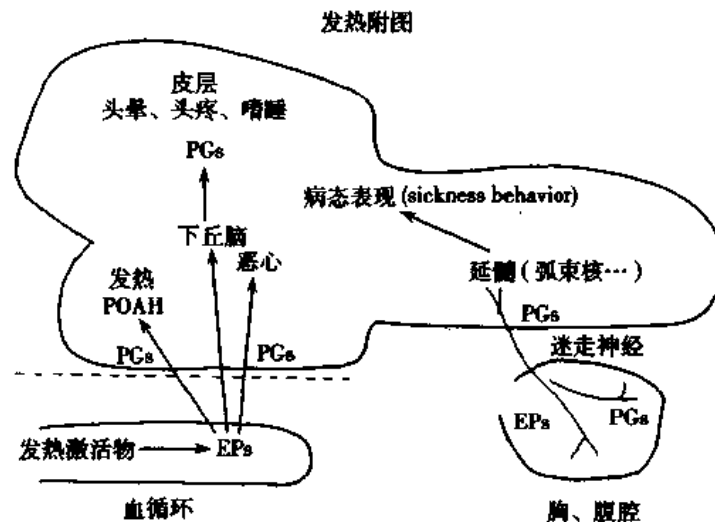 发热附图
皮层
头晕、头疼、嗜睡
PGs
病态表现 (sickness behavior)
下丘脑
恶心
发热
POAH
延髓 ( 弧束核… )
PGs
PGs
PGs
迷走神经
EPs
PGs
发热激活物
EPs
血循环
胸、腹腔